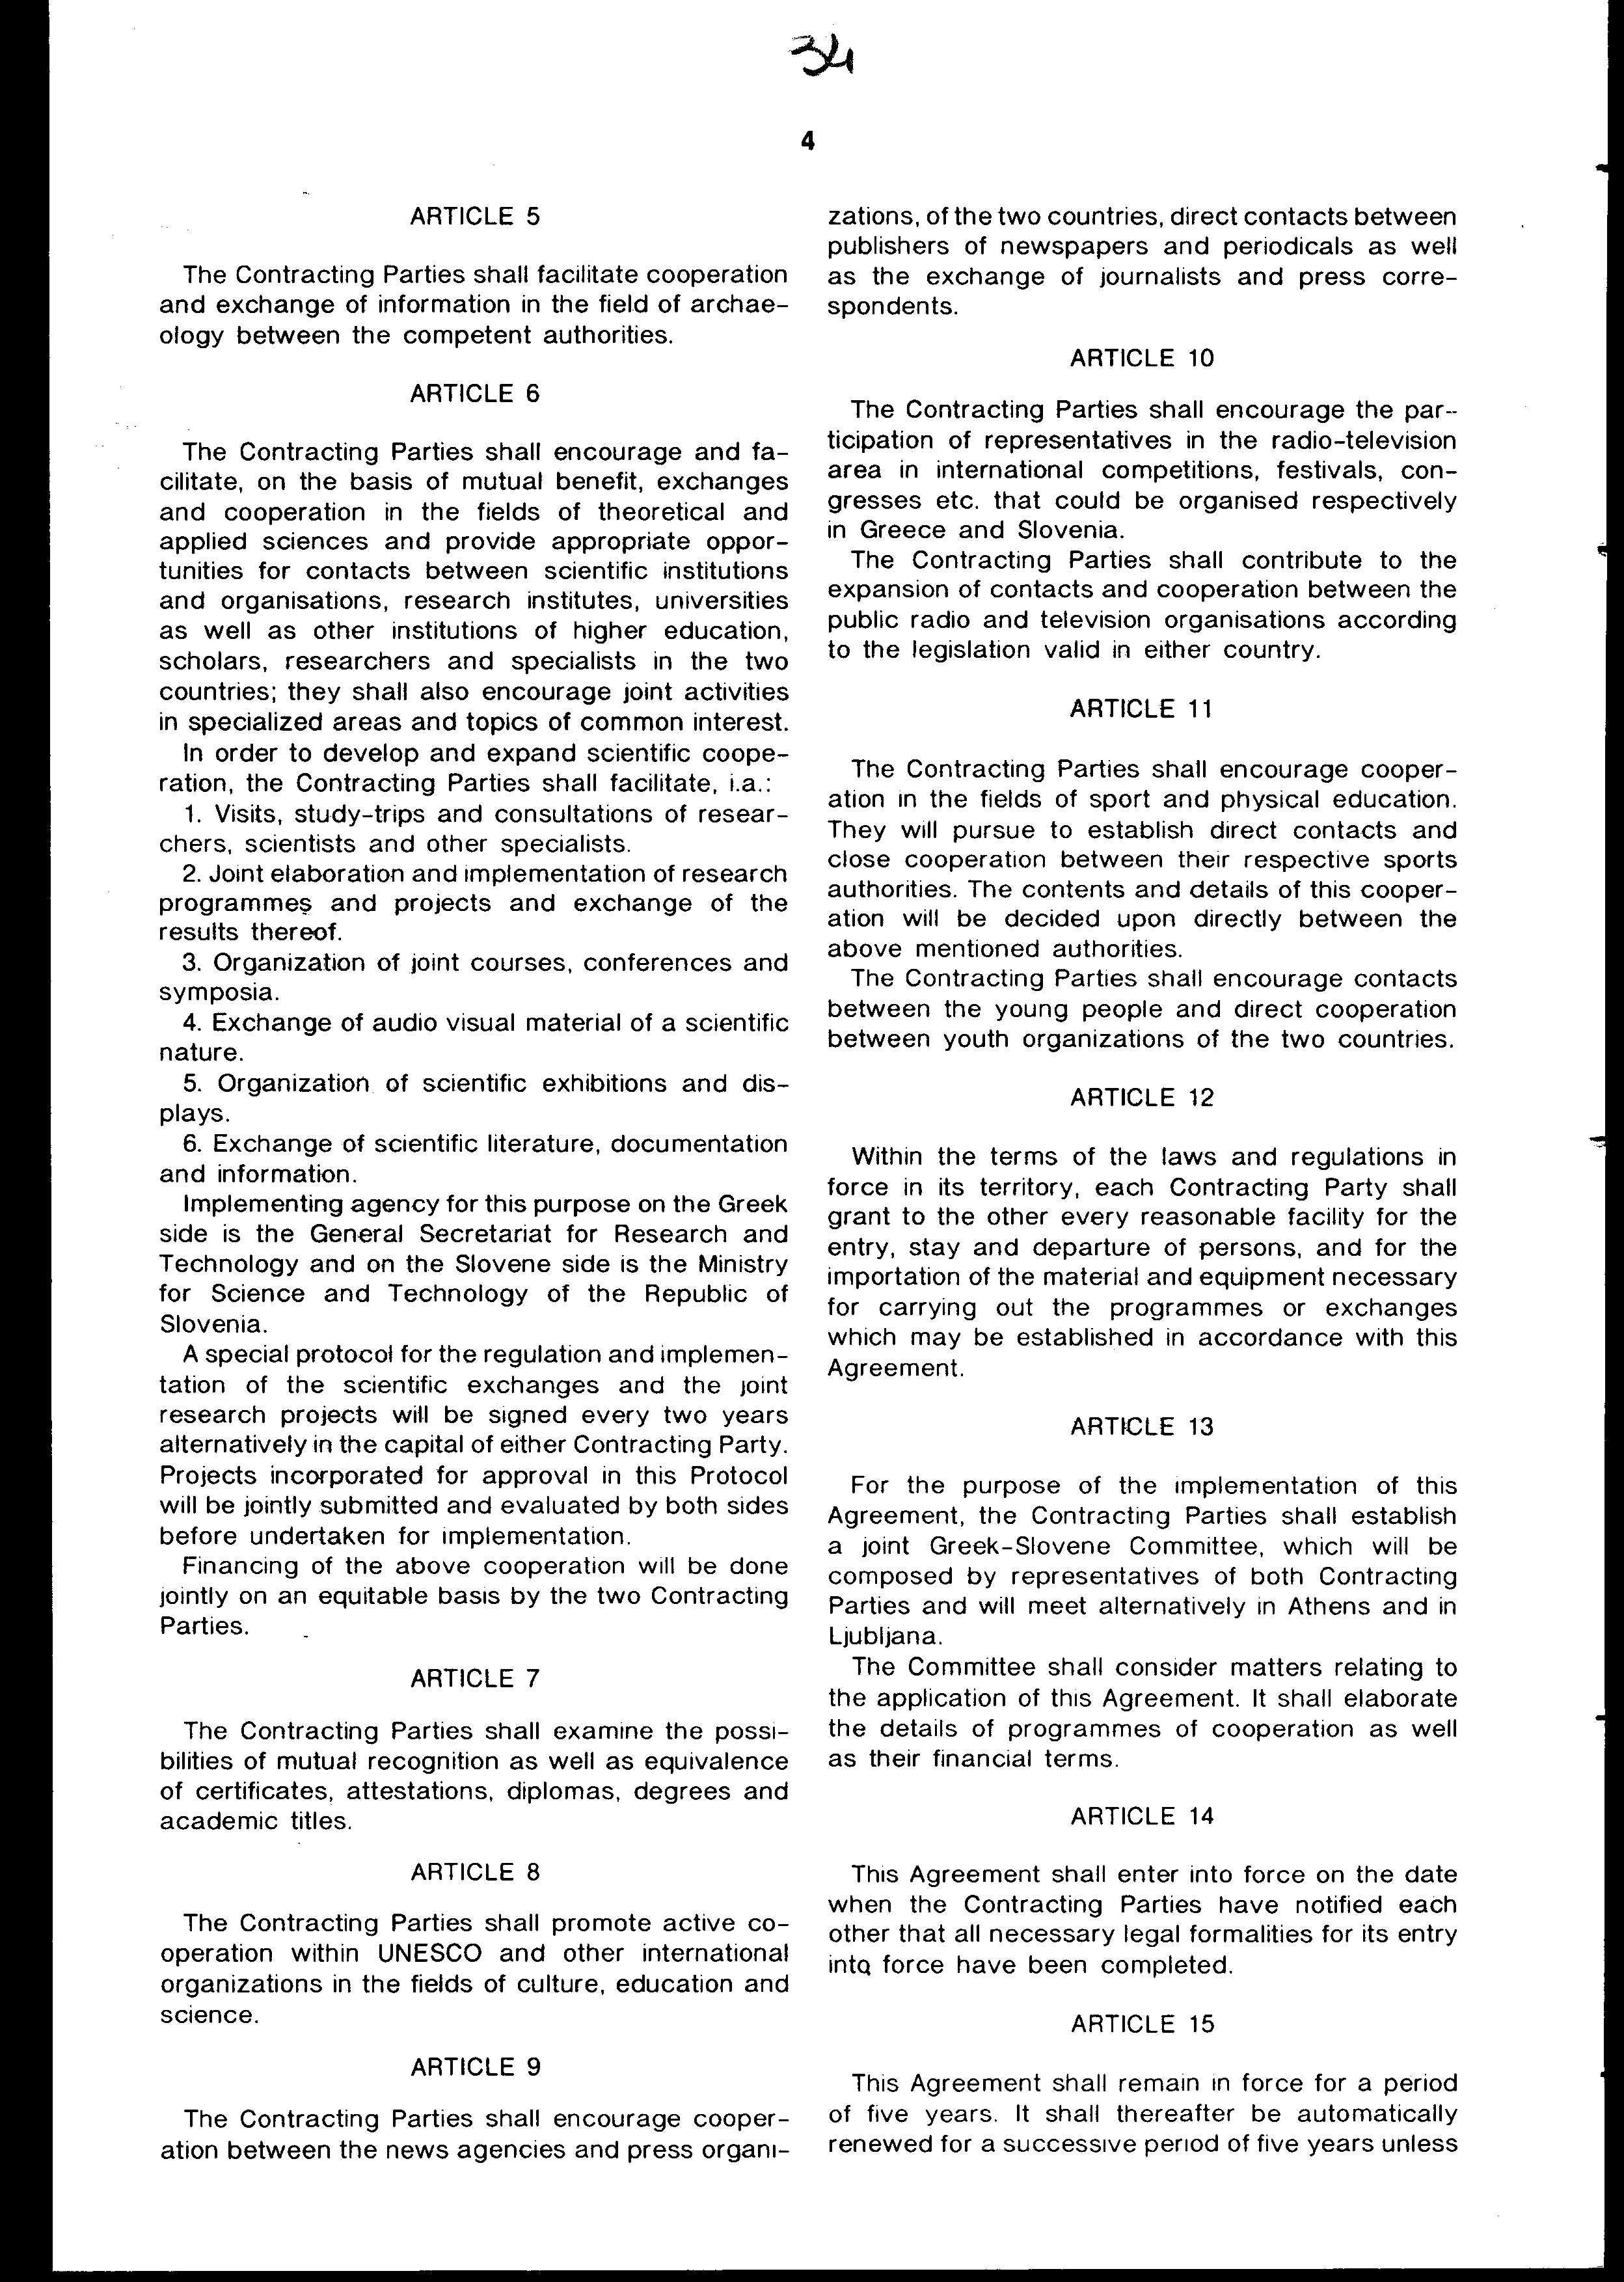 34
4
ARTICLE 5
The Contracting Parties shall facilitate cooperation
and exchange of information in the field of archae-
ology between the competent authorities.
ARTICLE 6
The Contracting Parties shall encourage and fa-
cilitate, on the basis of mutual benefit, exchanges
and cooperation in the fields of theoretical and
applied sciences and provide appropriate oppor-
tunities for contacts between scientific institutions
and organisations, research institutes, universities
as well as other institutions of higher education,
scholars, researchers and specialists in the two
countries; they shall also encourage joint activities
in specialized areas and topics of common interest.
In order to develop and expand scientific coope-
ration, the Contracting Parties shall facilitate, i.a.:
1. Visits, study-trips and consultations of resear-
chers, scientists and other specialists.
2. Joint elaboration and implementation of research
programmes and projects and exchange of the
results thereof.
3. Organization of joint courses, conferences and
symposia.
4. Exchange of audio visual material of a scientific
nature.
5. Organization of scientific exhibitions and dis-
plays.
6. Exchange of scientific literature, documentation
and information.
Implementing agency for this purpose on the Greek
side is the General Secretariat for Research and
Technology and on the Slovene side is the Ministry
for Science and Technology of the Republic of
Slovenia.
A special protocol for the regulation and implemen-
tation of the scientific exchanges and the joint
research projects will be signed every two years
alternatively in the capital of either Contracting Party.
Projects incorporated for approval in this Protocol
will be jointly submitted and evaluated by both sides
before undertaken for implementation.
Financing of the above cooperation will be done
jointly on an equitable basis by the two Contracting
Parties.
ARTICLE 7
The Contracting Parties shall examine the possi-
bilities of mutual recognition as well as equivalence
of certificates, attestations, diplomas, degrees and
academic titles.
ARTICLE 8
The Contracting Parties shall promote active co-
operation within UNESCO and other international
organizations in the fields of culture, education and
science.
ARTICLE 9
The Contracting Parties shall encourage cooper-
ation between the news agencies and press organi-
zations, of the two countries, direct contacts between
publishers of newspapers and periodicals as well
as the exchange of journalists and press corre-
spondents.
ARTICLE 10
The Contracting Parties shall encourage the par-
ticipation of representatives in the radio-television
area in international competitions, festivals, con-
gresses etc. that could be organised respectively
in Greece and Slovenia.
The Contracting Parties shall contribute to the
expansion of contacts and cooperation between the
public radio and television organisations according
to the legislation valid in either country.
ARTICLE 11
The Contracting Parties shall encourage cooper-
ation in the fields of sport and physical education.
They will pursue to establish direct contacts and
close cooperation between their respective sports
authorities. The contents and details of this cooper-
ation will be decided upon directly between the
above mentioned authorities.
The Contracting Parties shall encourage contacts
between the young people and direct cooperation
between youth organizations of the two countries.
ARTICLE 12
Within the terms of the laws and regulations in
force in its territory, each Contracting Party shall
grant to the other every reasonable facility for the
entry, stay and departure of persons, and for the
importation of the material and equipment necessary
for carrying out the programmes or exchanges
which may be established in accordance with this
Agreement.
ARTICLE 13
For the purpose of the implementation of this
Agreement, the Contracting Parties shall establish
a joint Greek-Slovene Committee, which will be
composed by representatives of both Contracting
Parties and will meet alternatively in Athens and in
Ljubljana.
The Committee shall consider matters relating to
the application of this Agreement. It shall elaborate
the details of programmes of cooperation as well
as their financial terms.
ARTICLE 14
This Agreement shall enter into force on the date
when the Contracting Parties have notified each
other that all necessary legal formalities for its entry
into force have been completed.
ARTICLE 15
This Agreement shall remain in force for a period
of five years. It shall thereafter be automatically
renewed for a successive period of five years unless